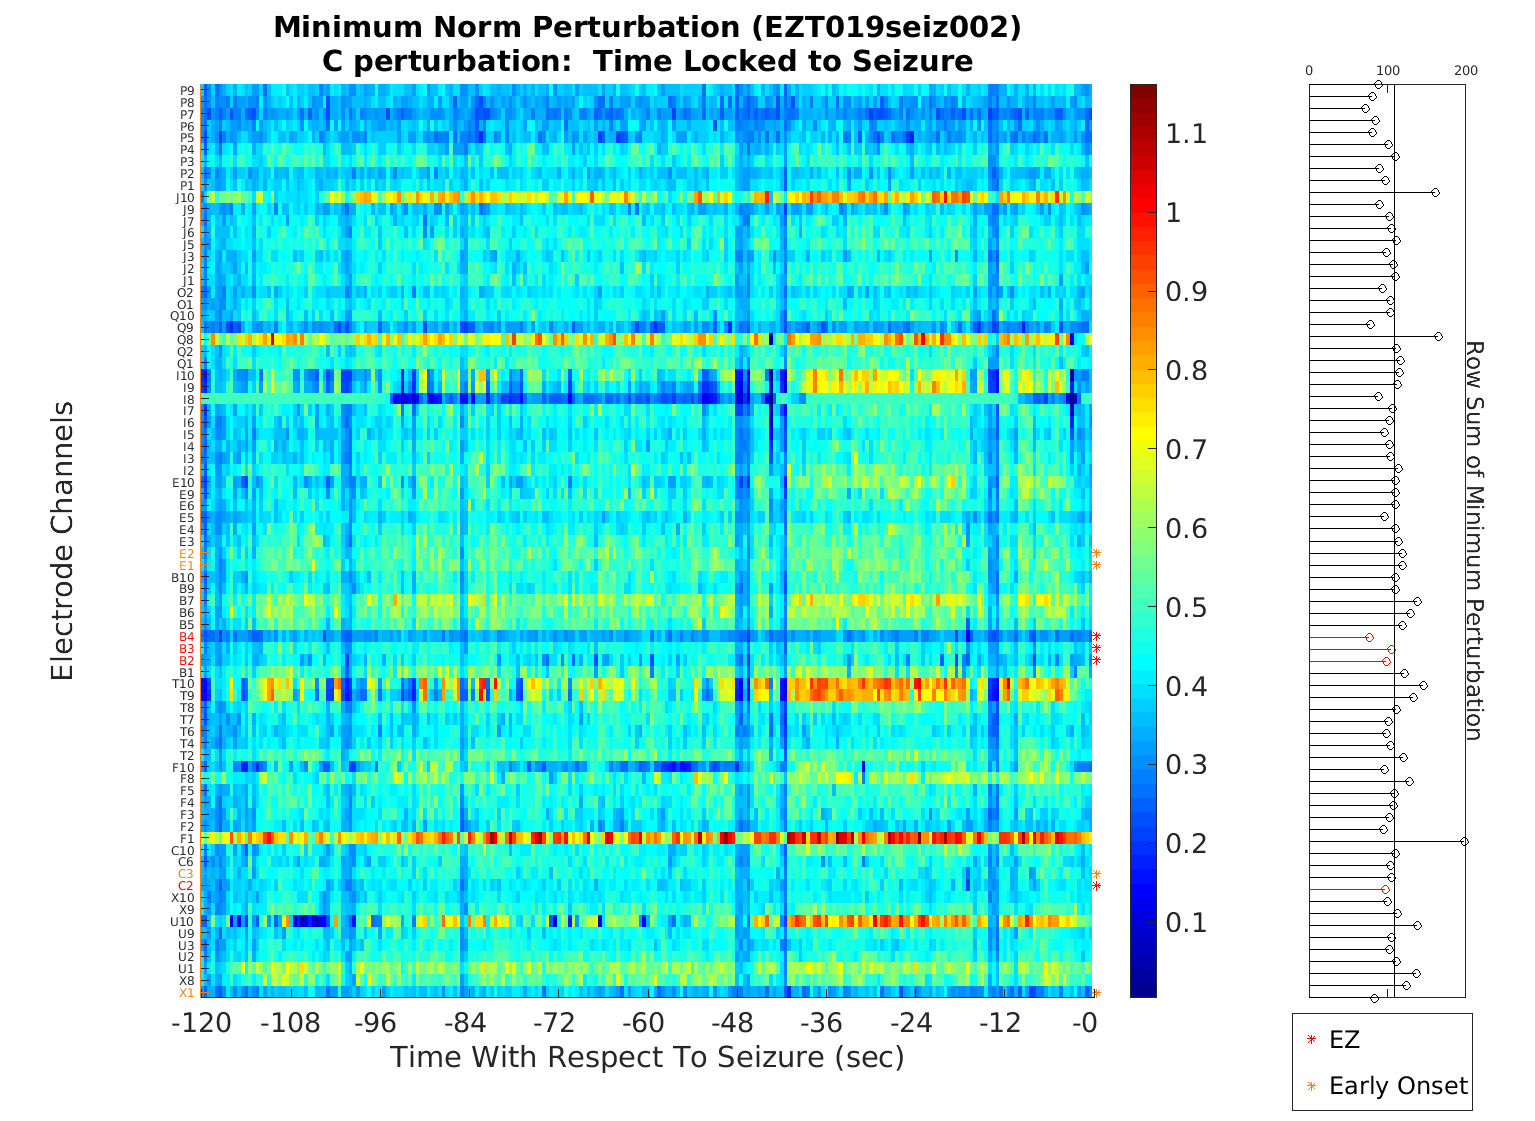 Minimum Norm Perturbation (EZT019seiz002)
C perturbation:  Time Locked to Seizure
Electrode Channels
P9
P8
P7
P6
P5
P4
P3
P2
P1
J10
J9
J7
J6
J5
J3
J2
J1
O2
O1
Q10
Q9
Q8
Q2
Q1
I10
I9
I8
I7
I6
I5
I4
I3
I2
E10
E9
E6
E5
E4
E3
E2
E1
B10
B9
B7
B6
B5
B4
B3
B2
B1
T10
T9
T8
T7
T6
T4
T2
F10
F8
F5
F4
F3
F2
F1
C10
C6
C3
C2
X10
X9
U10
U9
U3
U2
U1
X8
X1
-120 -108 -96 -84 -72 -60 -48 -36 -24 -12 -0
Time With Respect To Seizure (sec)
1.1
1
0.9
0.8
0.7
0.6
0.5
0.4
0.3
0.2
0.1
0 100 200
Row Sum of Minimum Perturbation
EZ
Early Onset